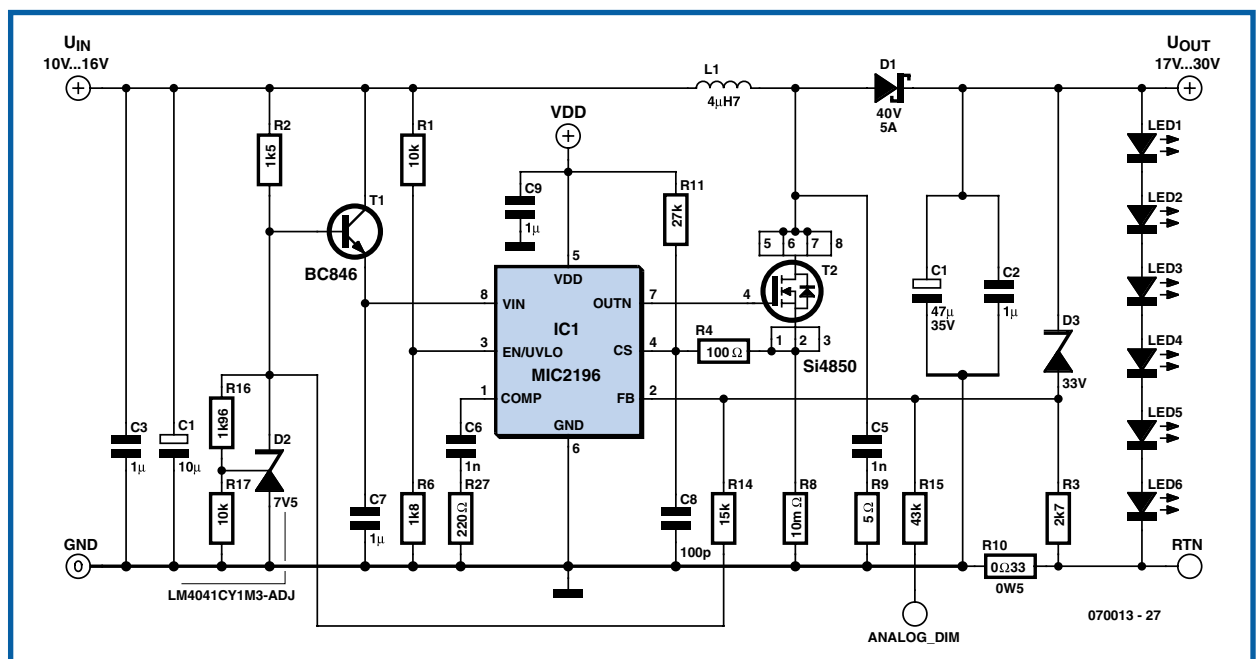 UIN
10V...16V
UOUT
17V...30V
L1
4µH7
D1
40V
5A
VDD
R2
1k5
R1
10k
C9
1µ
R11
27k
LED1
LED2
LED3
LED4
LED5
LED6
T1
BC846
5
VDD
8
VIN
OUTN
7
IC1
3
EN/UVLO
CS
4
MIC2196
1
COMP
FB
2
GND
6
5 6 7 8
T2
4
1 2 3
Si4850
R4
100Ω
C1
47µ
35V
C2
1µ
D3
33V
R16
1k96
D2
7V5
R17
10k
C3
1µ
C1
10µ
C7
1µ
R6
1k8
C6
1n
R27
220Ω
C8
100p
R14
15k
R8
10mΩ
C5
1n
R9
5Ω
R15
43k
R3
2k7
R10
0Ω33
0W5
RTN
GND
0
LM4041CY1M3-ADJ
ANALOG_DIM
070013 - 27